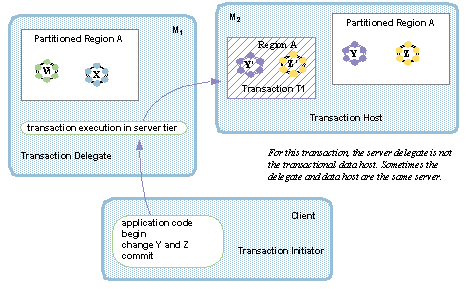 M1
Partitioned Region A
W
X
transaction execution in server tier
Transaction Delegate
M2
Region A
Y'
Z'
Transaction T1
Partitioned Region A
Y
Z
Transaction Host
For this transaction, the server delegate is not
the transactional data host. Sometimes the
delegate and data host are the same server.
Client
application code
begin
change Y and Z
commit
Transaction Initiator